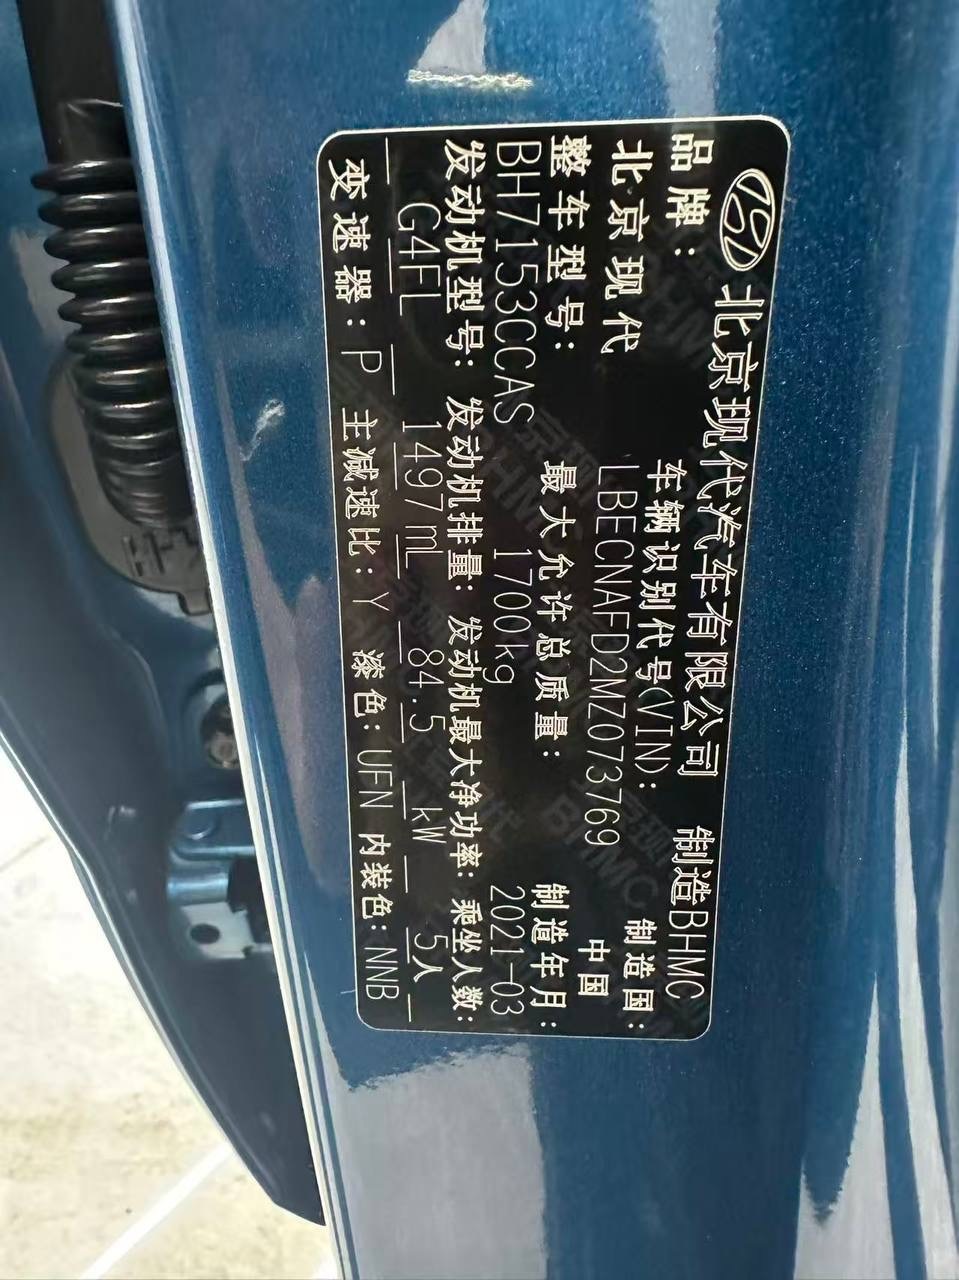 北京现代汽车有限公司 制造BHMC
品牌: 车辆识别代号(VIN): 制造国:
北京现代 LBECNAFD2MZ073769 中国
整车型号: 最大允许总质量: 制造年月:
BH7153CCAS 1700kg 2021-03
发动机型号: 发动机排量: 发动机最大净功率: 乘坐人数:
G4FL 1497mL 84.5 kW 5人
变速器: P 主减速比: Y 漆色: UFN 内装色: NNB